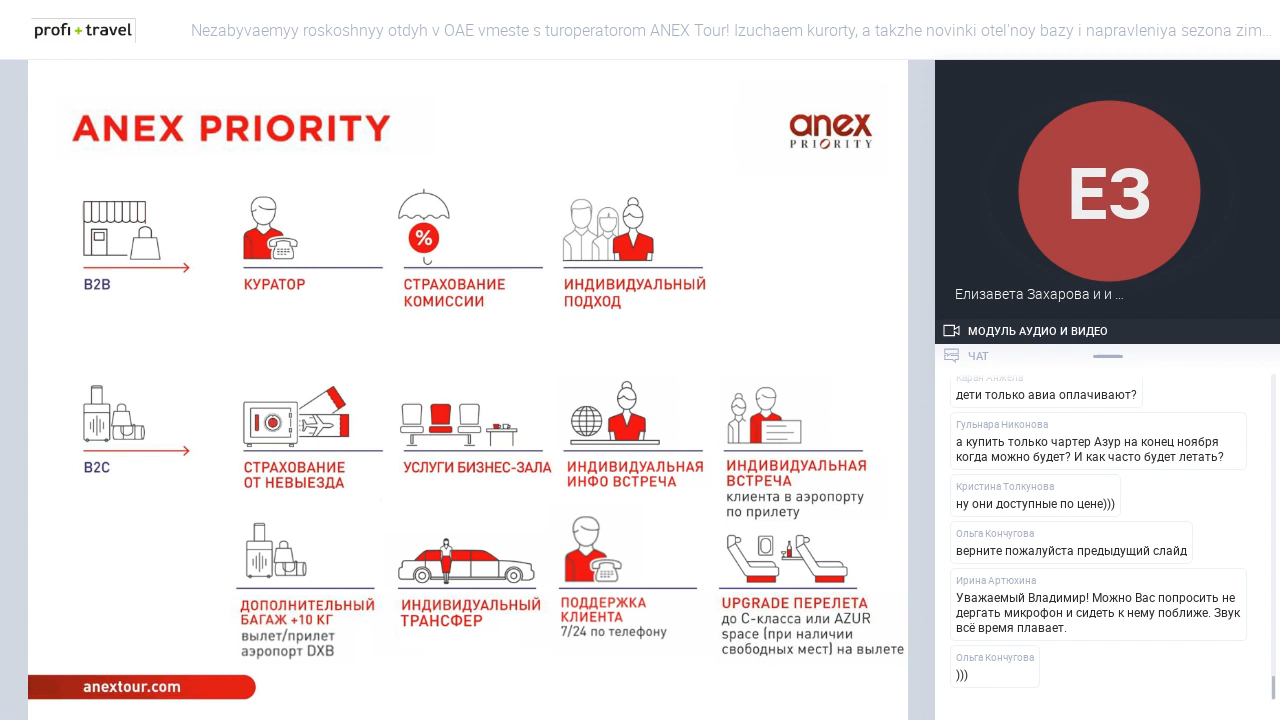 profi + travel
Nezabyvaemyy roskoshnyy otdyh v OAE vmeste s turoperatorom ANEX Tour! Izuchaem kurorty, a takzhe novinki otel'noy bazy i napravleniya sezona zim...
ANEX PRIORITY
anex
PRIORITY
%
B2B
КУРАТОР
СТРАХОВАНИЕ
КОМИССИИ
ИНДИВИДУАЛЬНЫЙ
ПОДХОД
B2C
СТРАХОВАНИЕ
ОТ НЕВЫЕЗДА
УСЛУГИ БИЗНЕС-ЗАЛА
ИНДИВИДУАЛЬНАЯ
ИНФО ВСТРЕЧА
ИНДИВИДУАЛЬНАЯ
ВСТРЕЧА
клиента в аэропорту
по прилету
ДОПОЛНИТЕЛЬНЫЙ
БАГАЖ +10 КГ
вылет/прилет
аэропорт DXB
ИНДИВИДУАЛЬНЫЙ
ТРАНСФЕР
ПОДДЕРЖКА
КЛИЕНТА
7/24 по телефону
UPGRADE ПЕРЕЛЕТА
до С-класса или AZUR
space (при наличии
свободных мест) на вылете
anextour.com
ЕЗ
Елизавета Захарова и и ...
МОДУЛЬ АУДИО И ВИДЕО
ЧАТ
Каран Анжела
дети только авиа оплачивают?
Гульнара Никонова
а купить только чартер Азур на конец ноября
когда можно будет? И как часто будет летать?
Кристина Толкунова
ну они доступные по цене)))
Ольга Кончугова
верните пожалуйста предыдущий слайд
Ирина Артюхина
Уважаемый Владимир! Можно Вас попросить не
дергать микрофон и сидеть к нему поближе. Звук
всё время плавает.
Ольга Кончугова
)))